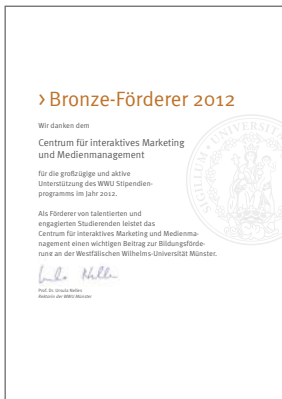 > Bronze-Förderer 2012
Wir danken dem
Centrum für interaktives Marketing
und Medienmanagement
für die großzügige und aktive
Unterstützung des WWU Stipendien-
programms im Jahr 2012.
Als Förderer von talentierten und
engagierten Studierenden leistet das
Centrum für interaktives Marketing und Medienma-
nagement einen wichtigen Beitrag zur Bildungsförde-
rung an der Westfälischen Wilhelms-Universität Münster.
Prof. Dr. Ursula Nelles
Rektorin der WWU Münster
SIGILLUM UNIVERSITA